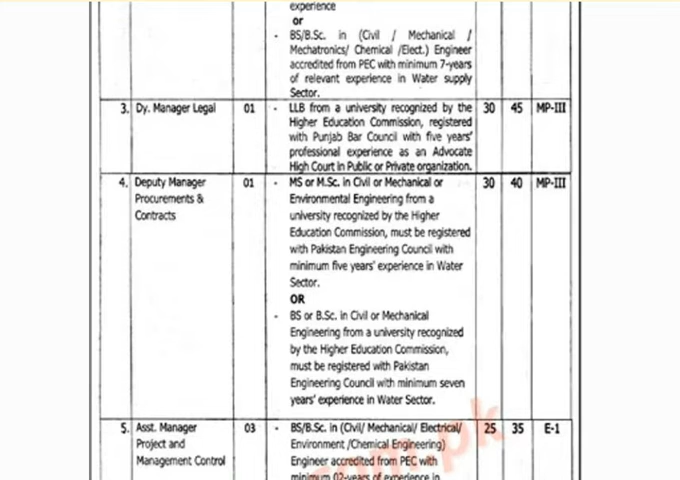 experience
or
- BS/B.Sc. in (Civil / Mechanical /
Mechatronics/ Chemical /Elect.) Engineer
accredited from PEC with minimum 7-years
of relevant experience in Water supply
Sector.
3. Dy. Manager Legal 01 - LLB from a university recognized by the 30 45 MP-III
Higher Education Commission, registered
with Punjab Bar Council with five years'
professional experience as an Advocate
High Court in Public or Private organization.
4. Deputy Manager 01 - MS or M.Sc. in Civil or Mechanical or 30 40 MP-III
Procurements & Environmental Engineering from a
Contracts university recognized by the Higher
Education Commission, must be registered
with Pakistan Engineering Council with
minimum five years' experience in Water
Sector.
OR
- BS or B.Sc. in Civil or Mechanical
Engineering from a university recognized
by the Higher Education Commission,
must be registered with Pakistan
Engineering Council with minimum seven
years' experience in Water Sector.
5. Asst. Manager 03 - BS/B.Sc. in (Civil/ Mechanical/ Electrical/ 25 35 E-1
Project and Environment /Chemical Engineering)
Management Control Engineer accredited from PEC with
minimum 02-years of experience in